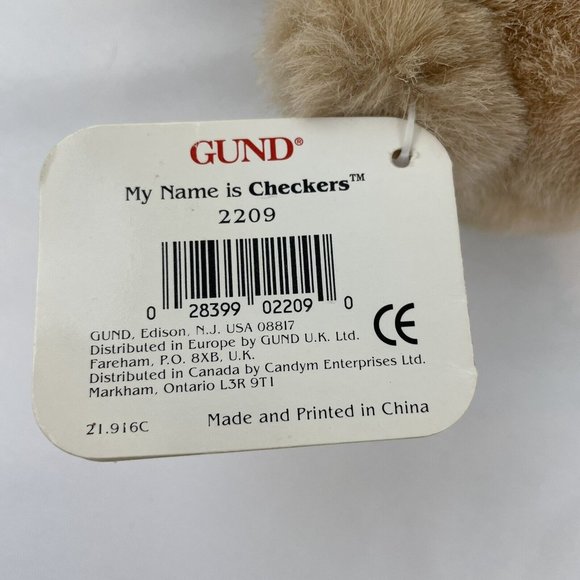 GUND®
My Name is Checkers™
2209
0 28399 02209 0
CE
GUND, Edison, N.J. USA 08817
Distributed in Europe by GUND U.K. Ltd.
Fareham, P.O. 8XB, U.K.
Distributed in Canada by Candym Enterprises Ltd.
Markham, Ontario L3R 9T1
21.916C Made and Printed in China